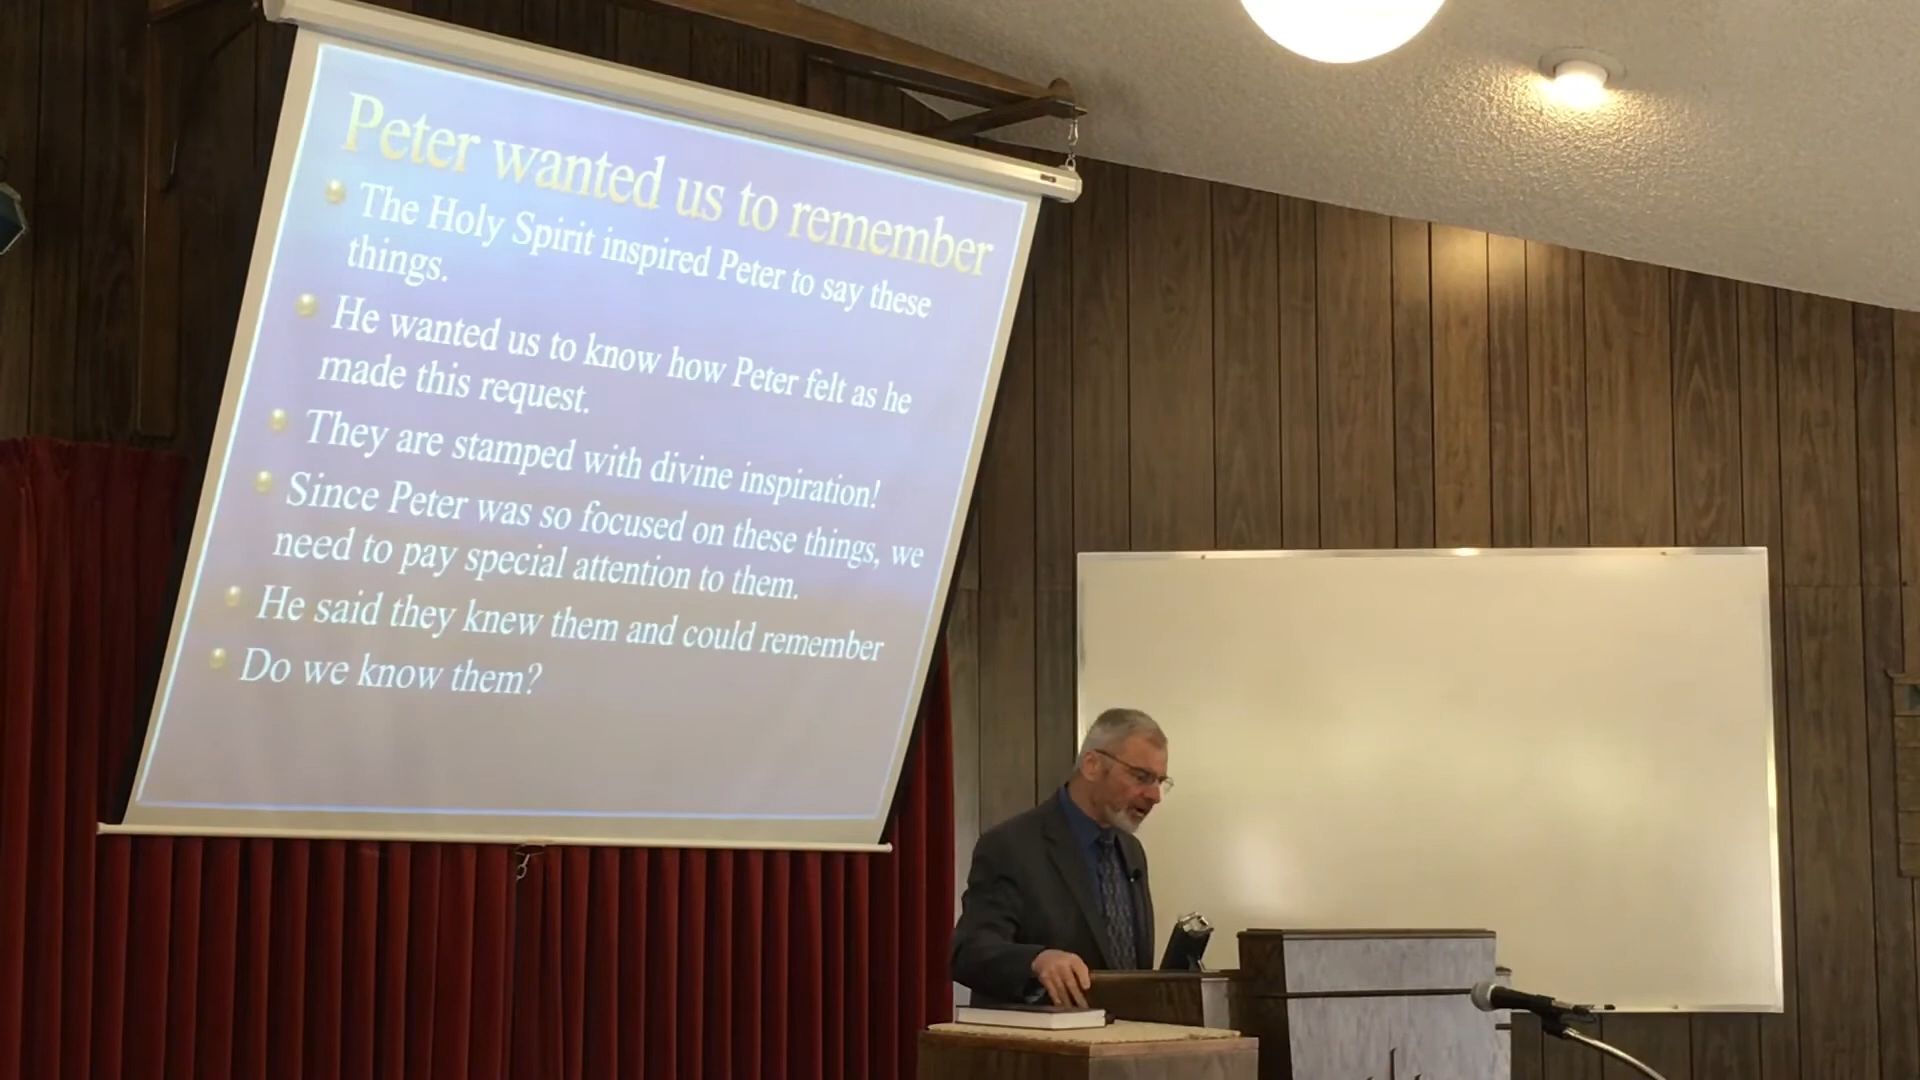 Peter wanted us to remember
The Holy Spirit inspired Peter to say these
things.
He wanted us to know how Peter felt as he
made this request.
They are stamped with divine inspiration!
Since Peter was so focused on these things, we
need to pay special attention to them.
He said they knew them and could remember
Do we know them?